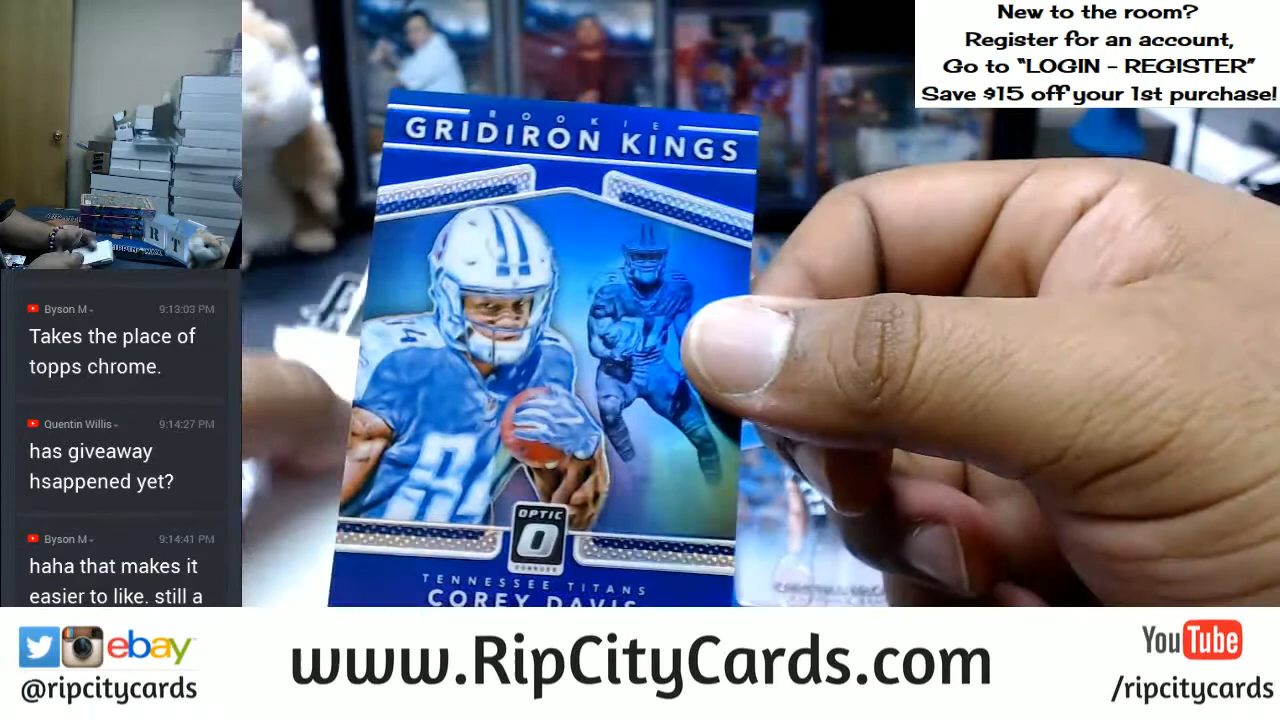 New to the room?
Register for an account,
Go to "LOGIN - REGISTER"
Save $15 off your 1st purchase!
ROOKIE
GRIDIRON KINGS
84
OPTIC
DONRUSS
TENNESSEE TITANS
COREY DAVIS
R T
Byson M 9:13:03 PM
Takes the place of
topps chrome.
Quentin Willis 9:14:27 PM
has giveaway
hsappened yet?
Byson M 9:14:41 PM
haha that makes it
easier to like. still a
ebay
@ripcitycards
www.RipCityCards.com
YouTube
/ripcitycards